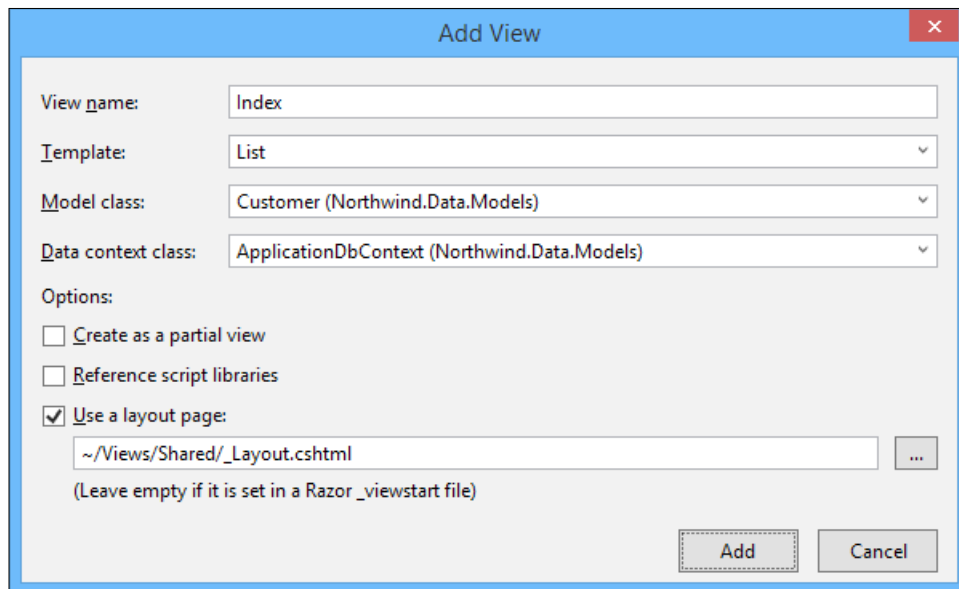 Add View
View name: Index
Template: List
Model class: Customer (Northwind.Data.Models)
Data context class: ApplicationDbContext (Northwind.Data.Models)
Options:
Create as a partial view
Reference script libraries
Use a layout page:
~/Views/Shared/_Layout.cshtml ...
(Leave empty if it is set in a Razor _viewstart file)
Add Cancel